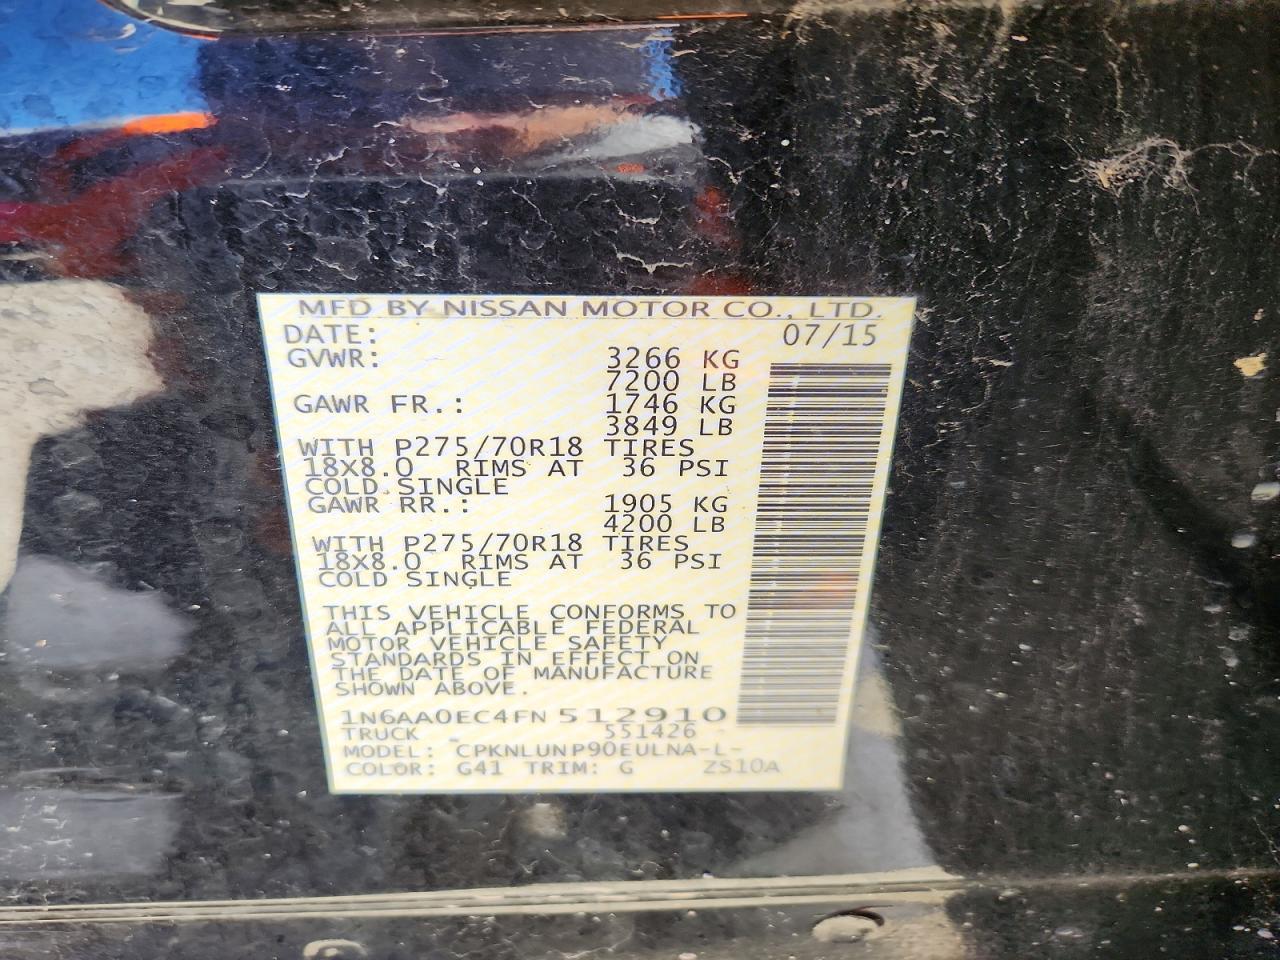 MFD BY NISSAN MOTOR CO., LTD.
DATE: 07/15
GVWR: 3266 KG
7200 LB
GAWR FR.: 1746 KG
3849 LB
WITH P275/70R18 TIRES
18X8.0 RIMS AT 36 PSI
COLD SINGLE
GAWR RR.: 1905 KG
4200 LB
WITH P275/70R18 TIRES
18X8.0 RIMS AT 36 PSI
COLD SINGLE
THIS VEHICLE CONFORMS TO
ALL APPLICABLE FEDERAL
MOTOR VEHICLE SAFETY
STANDARDS IN EFFECT ON
THE DATE OF MANUFACTURE
SHOWN ABOVE.
1N6AA0EC4FN512910
TRUCK 551426
MODEL: CPKNLUNP90EULNA-L-
COLOR: G41 TRIM: G ZS10A